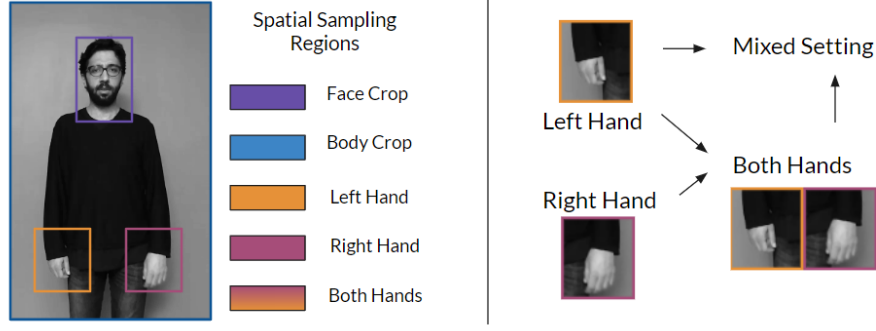 Spatial Sampling
Regions
Face Crop
Body Crop
Left Hand
Right Hand
Both Hands
Mixed Setting
Left Hand
Both Hands
Right Hand